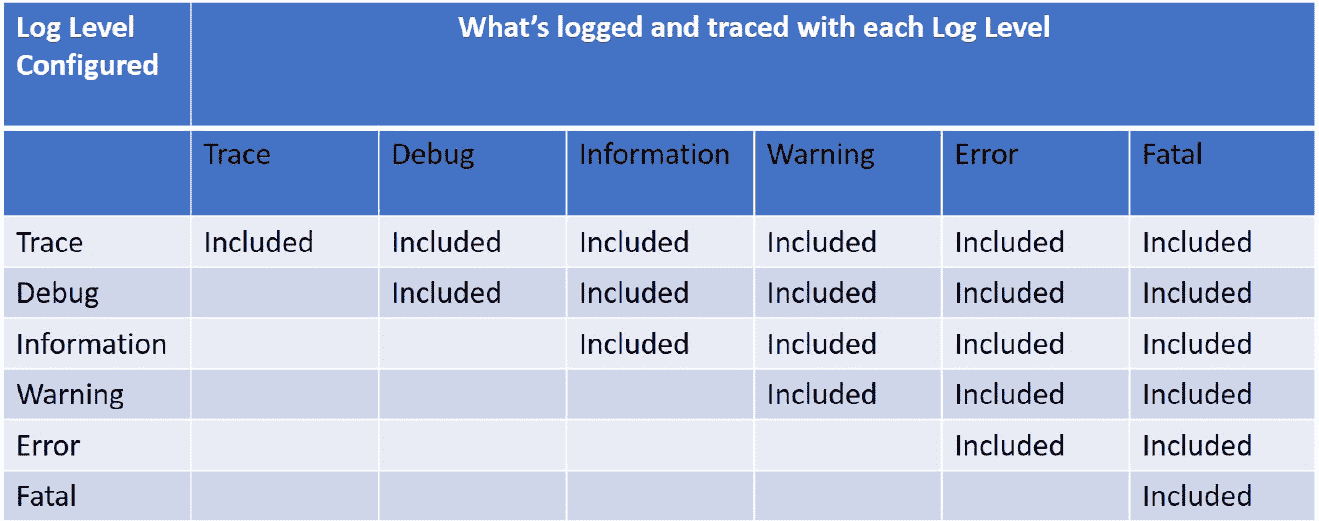 Log Level Configured What’s logged and traced with each Log Level
Trace Debug Information Warning Error Fatal
Trace Included Included Included Included Included Included
Debug Included Included Included Included Included
Information Included Included Included Included
Warning Included Included Included
Error Included Included
Fatal Included